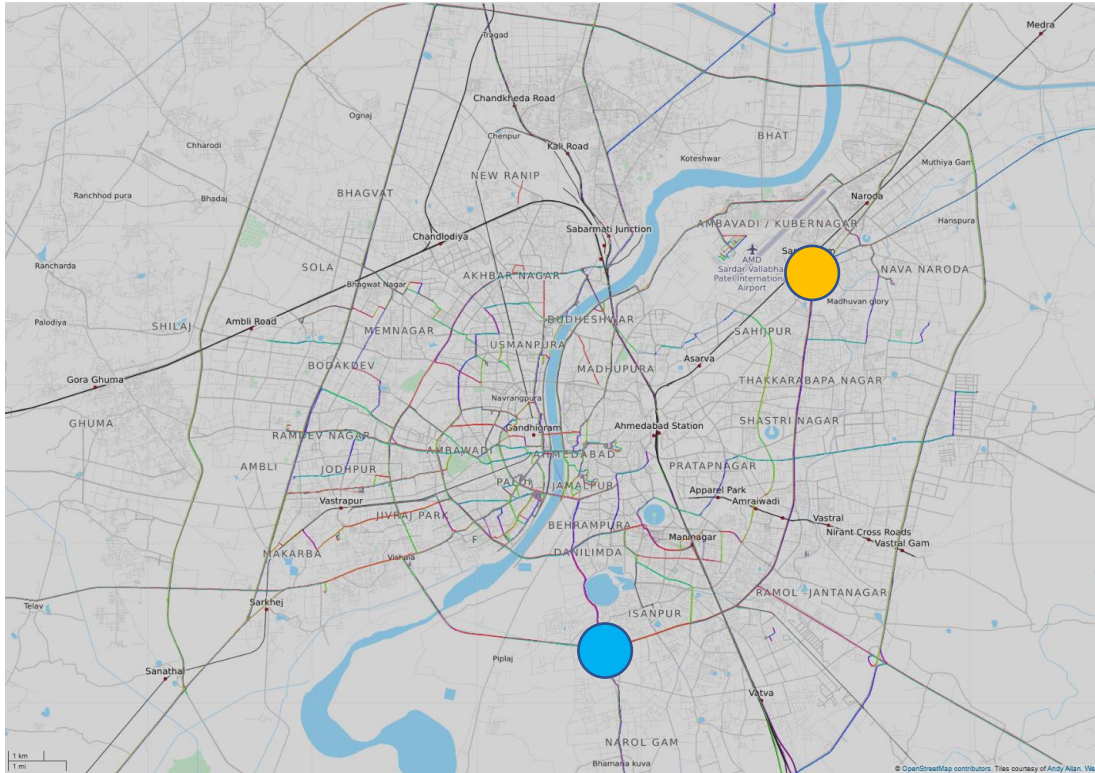 Medra
Tragad
Chandkheda Road
Ognaj
BHAT
Chenpur
Chharodi
Kali Road
Koteshwar
Muthiya Gam
NEW RANIP
BHAGVAT
Ranchhod pura
Bhadaj
Naroda
Hanspura
AMBAVADI / KUBERNAGAR
Sabarmati Junction
Chandlodiya
AMD
Sardar Vallabhai
Patel International
Airport
Rancharda
SOLA
NAVA NARODA
AKHBAR NAGAR
Bhagwat Nagar
Madhuvan glory
Palodiya
SHILAJ
Ambli Road
MEMNAGAR
DUDHESHWAR
SAHIJPUR
USMANPURA
Asarva
BODAKDEV
MADHUPURA
Gora Ghuma
THAKKARABAPA NAGAR
Navrangpura
GHUMA
SHASTRI NAGAR
Gandhigram
Ahmedabad Station
RAMDEV NAGAR
AMBAWADI
AHMEDABAD
AMBLI
JODHPUR
PRATAPNAGAR
PALDI
JAMALPUR
Apparel Park
Vastrapur
Amraiwadi
JIVRAJ PARK
Vastral
BEHRAMPURA
Nirant Cross Roads
F
Maninagar
Vastral Gam
MAKARBA
Vishala
DANILIMDA
RAMOL -JANTANAGAR
Telav
Sarkhej
ISANPUR
Piplaj
Sanathal
Vatva
NAROL GAM
1 km
1 mi
Bhamana kuva
© OpenStreetMap contributors. Tiles courtesy of Andy Allan. We